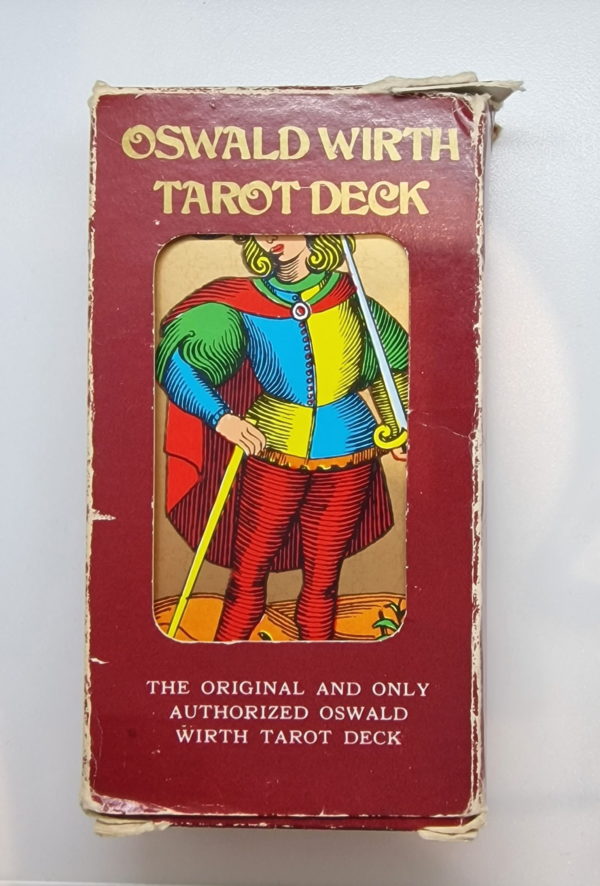 OSWALD WIRTH
TAROT DECK
THE ORIGINAL AND ONLY
AUTHORIZED OSWALD
WIRTH TAROT DECK